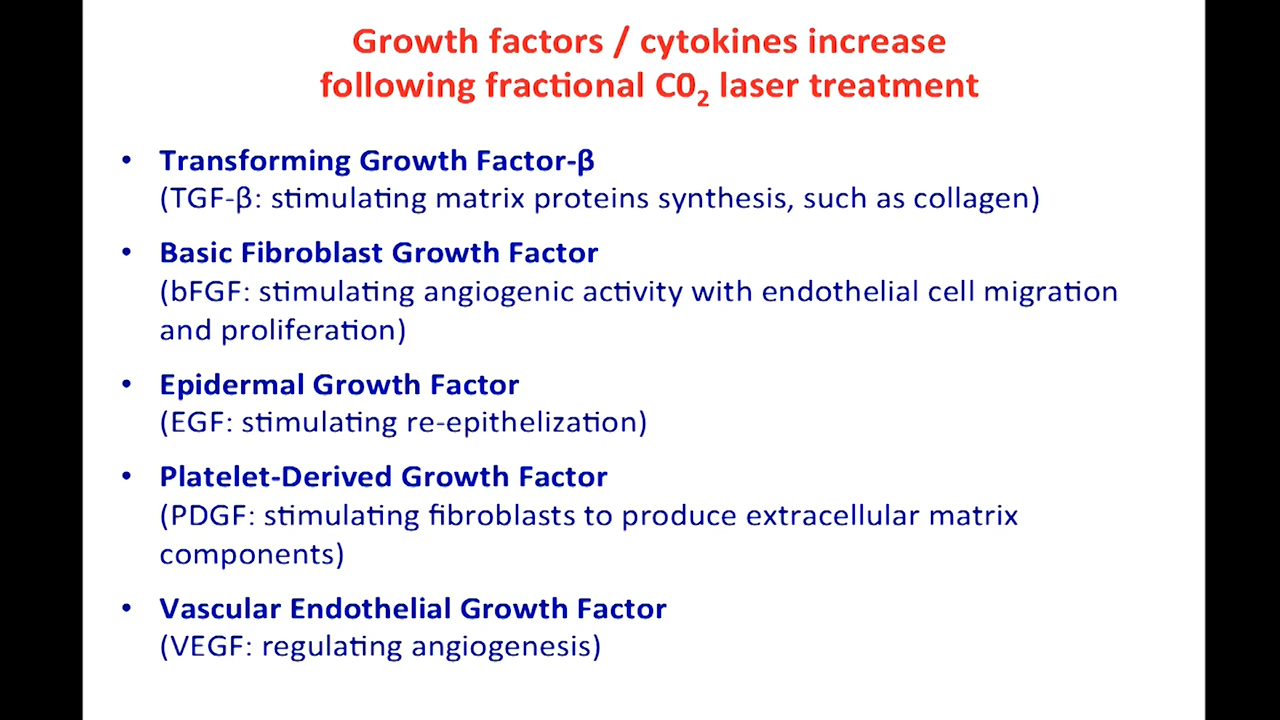 Growth factors / cytokines increase
following fractional C0₂ laser treatment
• Transforming Growth Factor-β
(TGF-β: stimulating matrix proteins synthesis, such as collagen)
• Basic Fibroblast Growth Factor
(bFGF: stimulating angiogenic activity with endothelial cell migration
and proliferation)
• Epidermal Growth Factor
(EGF: stimulating re-epithelization)
• Platelet-Derived Growth Factor
(PDGF: stimulating fibroblasts to produce extracellular matrix
components)
• Vascular Endothelial Growth Factor
(VEGF: regulating angiogenesis)